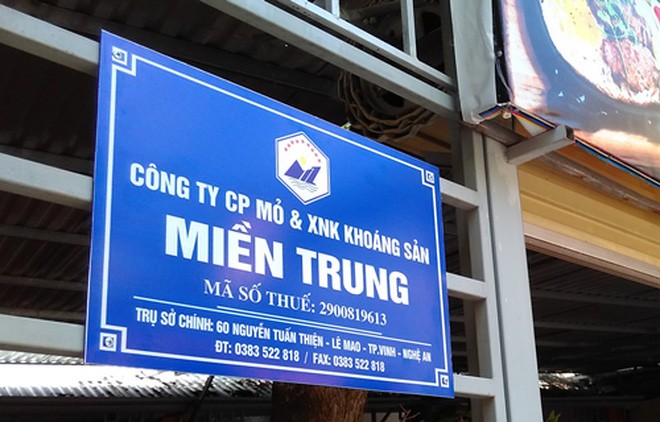 CÔNG TY CP MỎ & XNK KHOÁNG SẢN
MIỀN TRUNG
MÃ SỐ THUẾ: 2900819613
TRỤ SỞ CHÍNH: 60 NGUYỄN TUẤN THIỆN - LÊ MAO - TP.VINH - NGHỆ AN
ĐT: 0383 522 818 / FAX: 0383 522 818